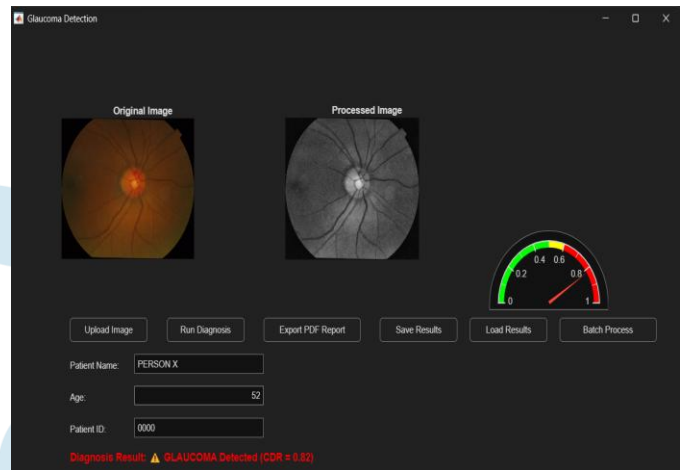 Glaucoma Detection
Original Image
Processed Image
0 0.2 0.4 0.6 0.8 1
Upload Image
Run Diagnosis
Export PDF Report
Save Results
Load Results
Batch Process
Patient Name: PERSON X
Age: 52
Patient ID: 0000
Diagnosis Result: ⚠ GLAUCOMA Detected (CDR = 0.82)